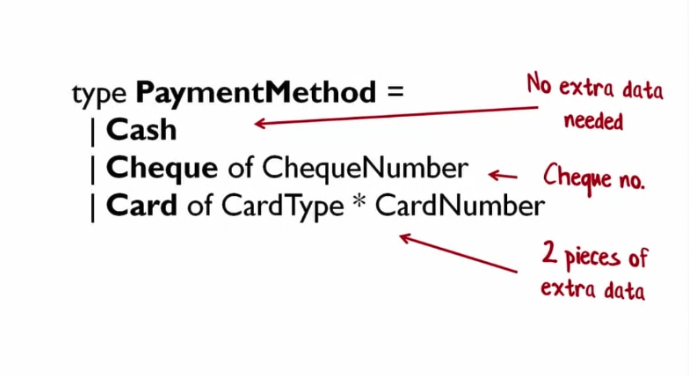 type PaymentMethod =
| Cash
| Cheque of ChequeNumber
| Card of CardType * CardNumber
No extra data
needed
Cheque no.
2 pieces of
extra data